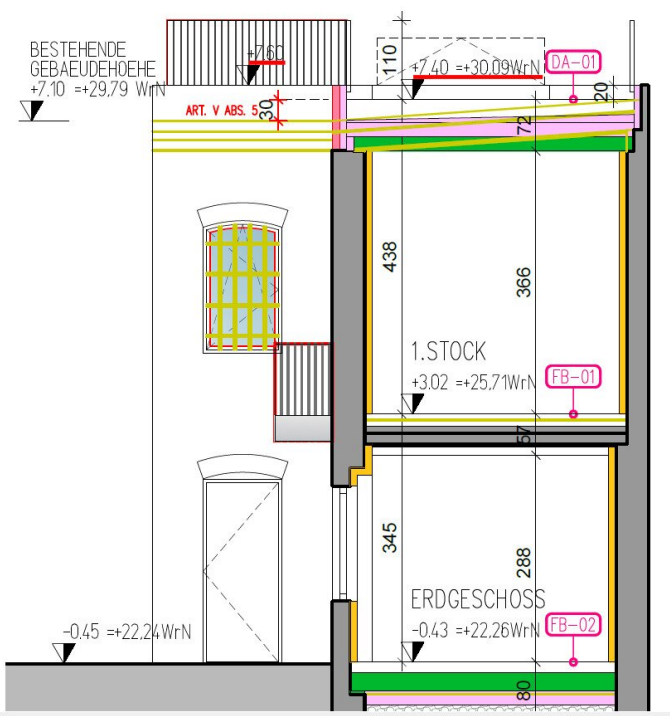 BESTEHENDE
GEBAEUDEHOEHE
+7.10 =+29,79 WrN
+7.60
110
+7.40 =+30.09WrN
DA-01
20
ART. V ABS. 5
30
72
438
366
1.STOCK
+3.02 =+25.71WrN
FB-01
57
345
288
ERDGESCHOSS
-0.43 =+22.26WrN
FB-02
-0.45 =+22,24WrN
80